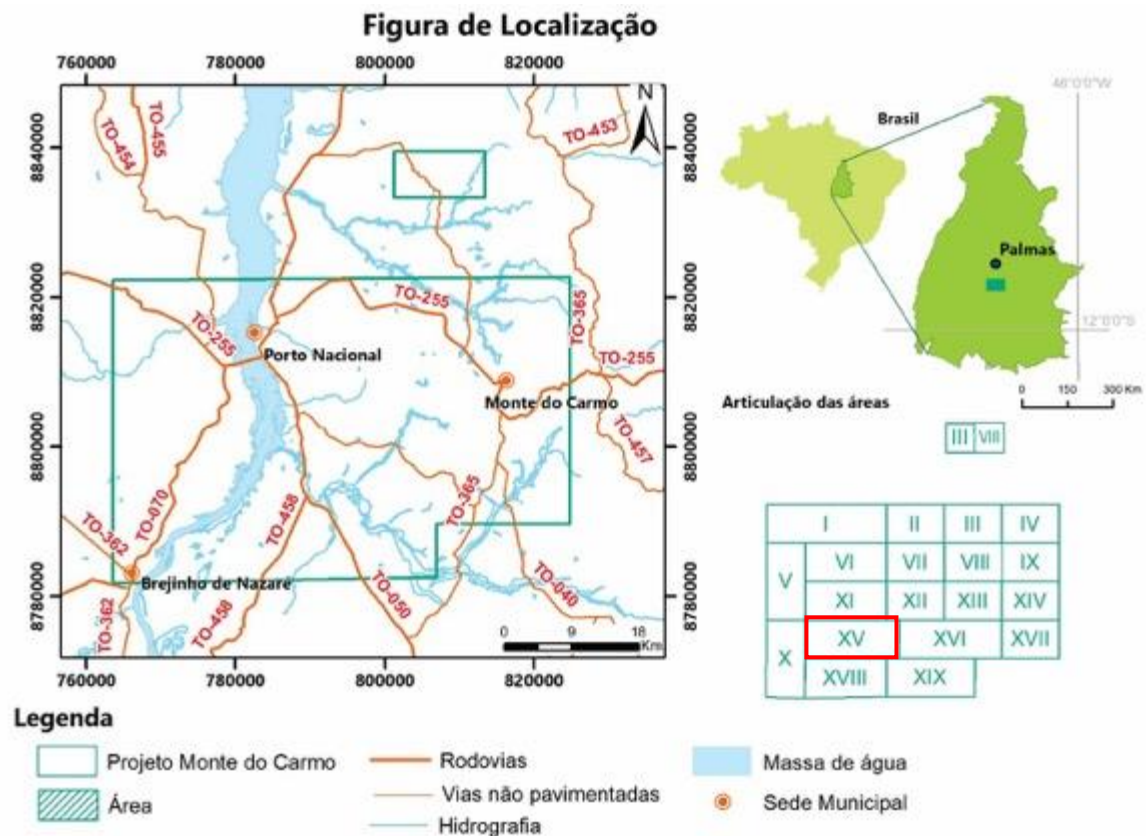 Figura de Localização
760000 780000 800000 820000
8840000
8820000
8800000
8780000
8840000
8820000
8800000
8780000
760000 780000 800000 820000
N
TO-454
TO-455
TO-453
TO-255
TO-255
TO-365
TO-255
TO-457
Porto Nacional
Monte do Carmo
TO-070
TO-362
TO-458
TO-365
Brejinho de Nazaré
TO-362
TO-458
TO-050
TO-040
0 9 18
Km
46°0'0"W
Brasil
Palmas
12°0'0"S
0 150 300 Km
Articulação das áreas
III VIII
I II III IV
V VI VII VIII IX
XI XII XIII XIV
X XV XVI XVII
XVIII XIX
Legenda
Projeto Monte do Carmo
Área
Rodovias
Vias não pavimentadas
Hidrografia
Massa de água
Sede Municipal